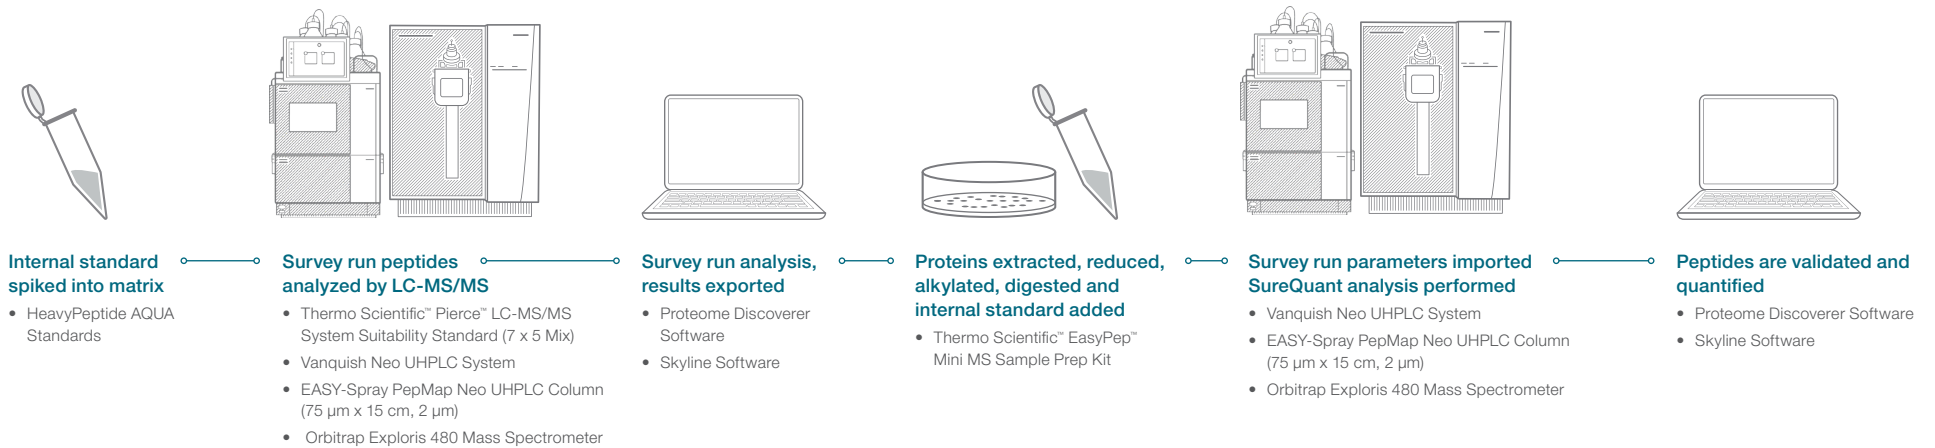 Internal standard
spiked into matrix
• HeavyPeptide AQUA
Standards
Survey run peptides
analyzed by LC-MS/MS
• Thermo Scientific™ Pierce™ LC-MS/MS
System Suitability Standard (7 x 5 Mix)
• Vanquish Neo UHPLC System
• EASY-Spray PepMap Neo UHPLC Column
(75 µm x 15 cm, 2 µm)
• Orbitrap Exploris 480 Mass Spectrometer
Survey run analysis,
results exported
• Proteome Discoverer
Software
• Skyline Software
Proteins extracted, reduced,
alkylated, digested and
internal standard added
• Thermo Scientific™ EasyPep™
Mini MS Sample Prep Kit
Survey run parameters imported
SureQuant analysis performed
• Vanquish Neo UHPLC System
• EASY-Spray PepMap Neo UHPLC Column
(75 µm x 15 cm, 2 µm)
• Orbitrap Exploris 480 Mass Spectrometer
Peptides are validated and
quantified
• Proteome Discoverer Software
• Skyline Software